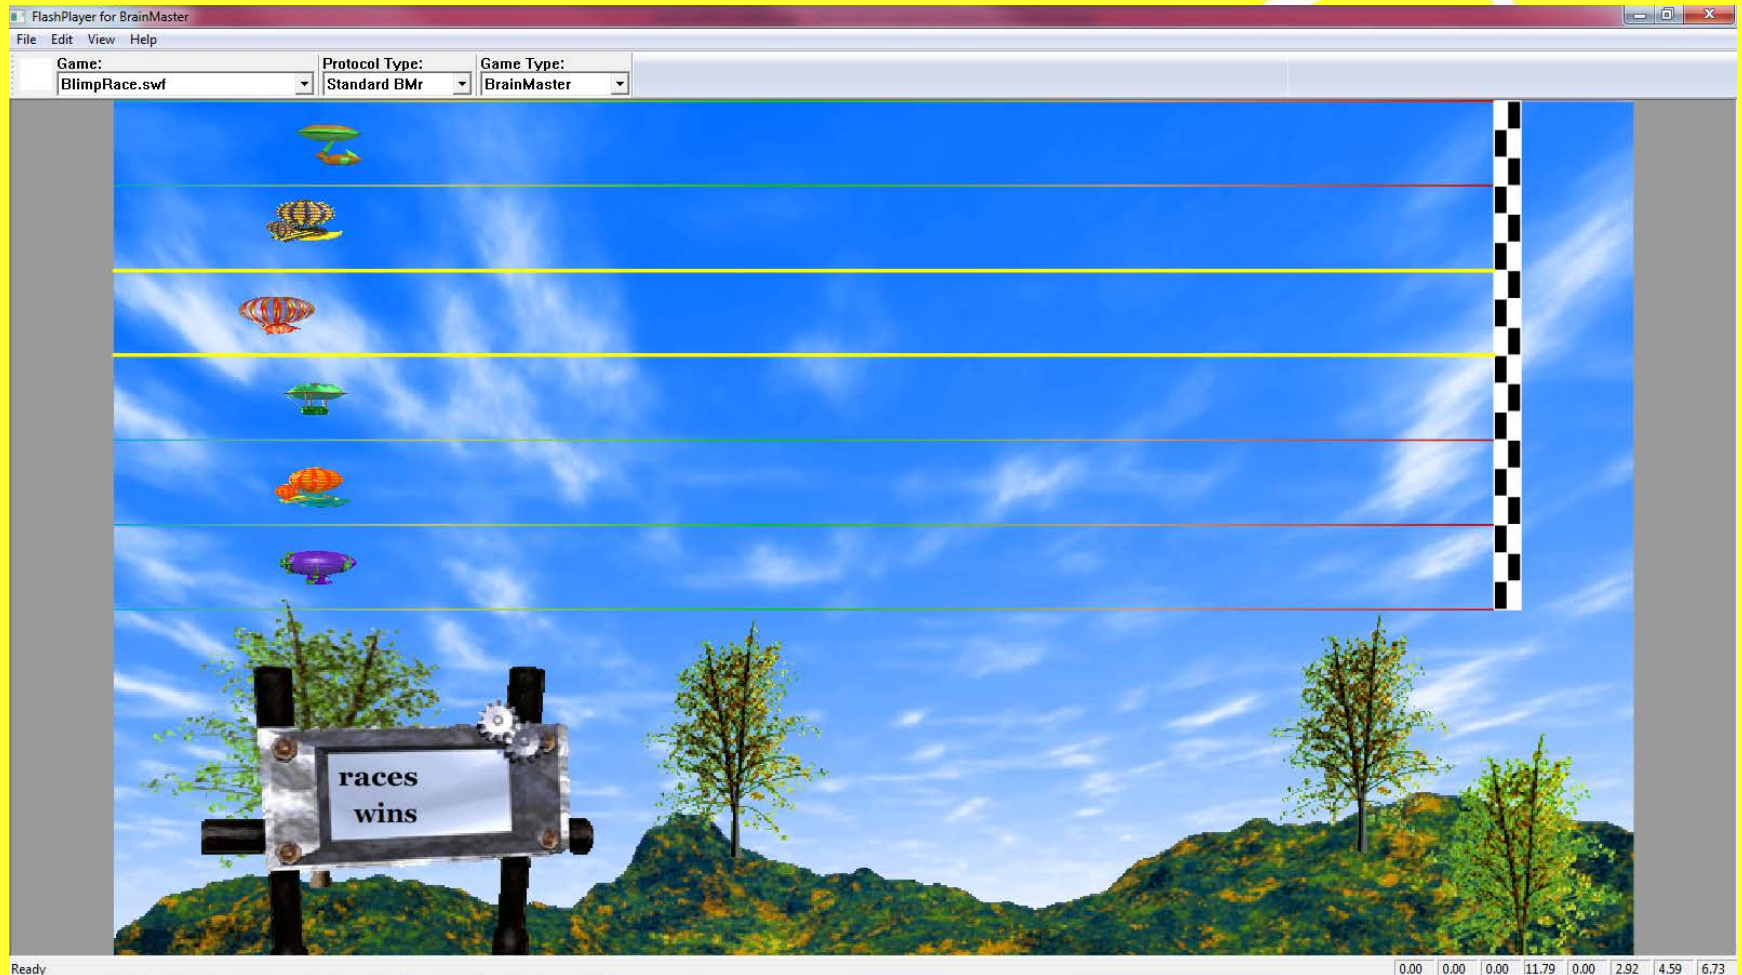 FlashPlayer for BrainMaster
File Edit View Help
Game: Protocol Type: Game Type:
BlimpRace.swf Standard BMr BrainMaster
races
wins
Ready 0.00 0.00 0.00 11.79 0.00 2.92 4.59 6.73